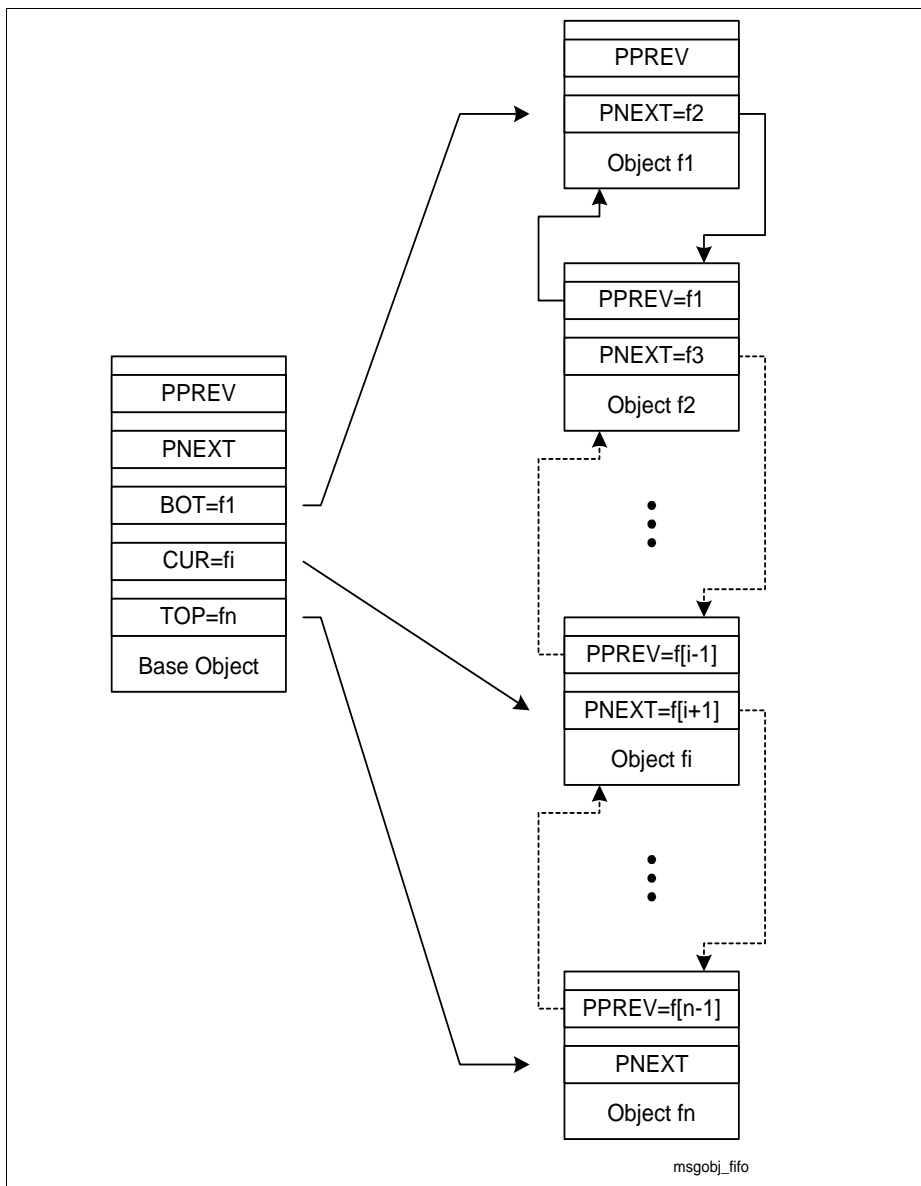 PPREV
PNEXT=f2
Object f1
PPREV=f1
PNEXT=f3
Object f2
PPREV
PNEXT
BOT=f1
CUR=fi
TOP=fn
Base Object
PPREV=f[i-1]
PNEXT=f[i+1]
Object fi
PPREV=f[n-1]
PNEXT
Object fn
msgobj_fifo